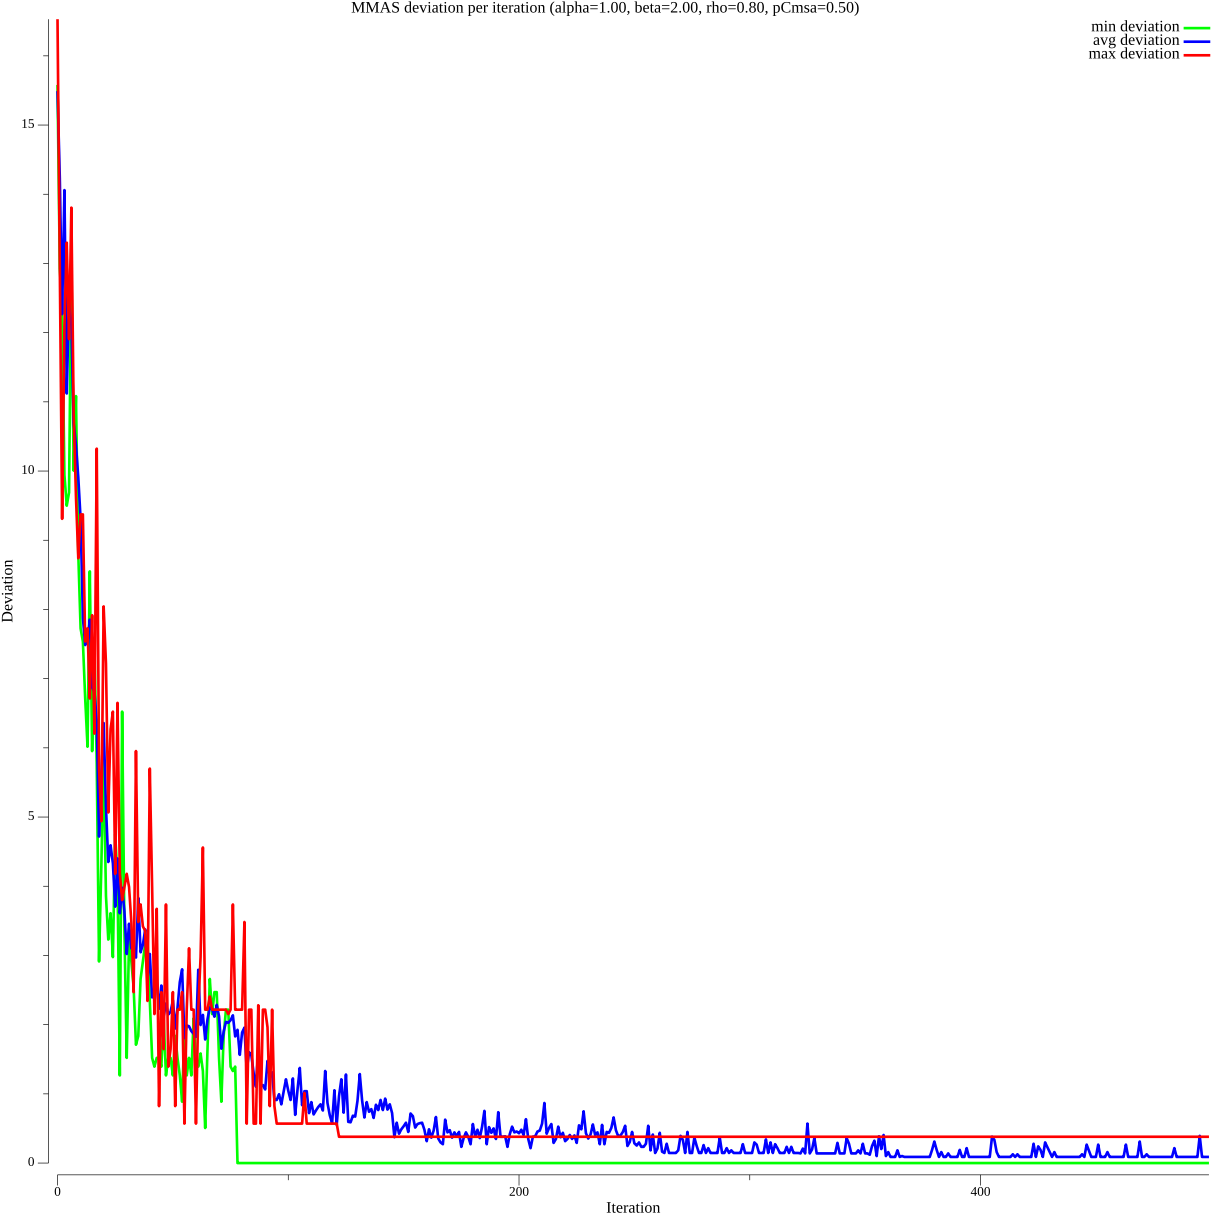 MMAS deviation per iteration (alpha=1.00, beta=2.00, rho=0.80, pCmsa=0.50)
min deviation
avg deviation
max deviation
15
10
5
0
Deviation
0
200
400
Iteration